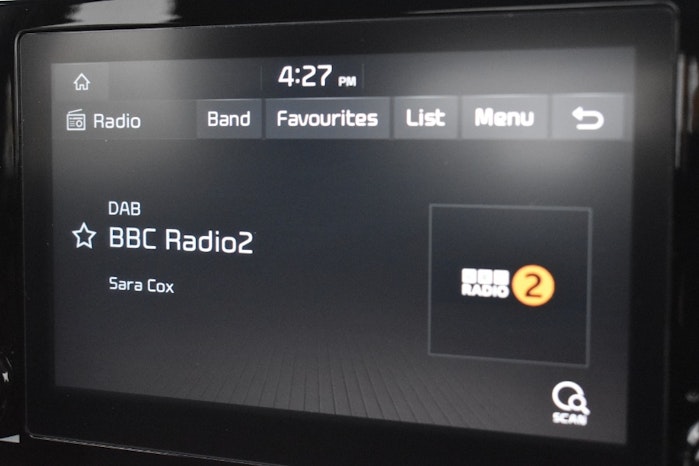 4:27 PM
Radio
Band
Favourites
List
Menu
DAB
BBC Radio2
Sara Cox
BBC
RADIO 2
SCAN